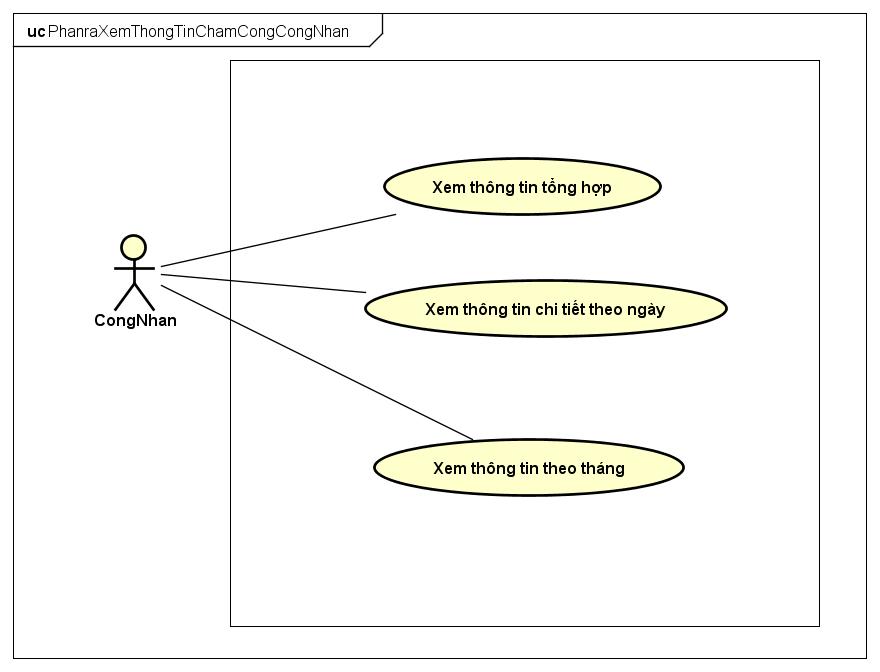 uc PhanraXemThongTinChamCongCongNhan
Xem thông tin tổng hợp
Xem thông tin chi tiết theo ngày
CongNhan
Xem thông tin theo tháng